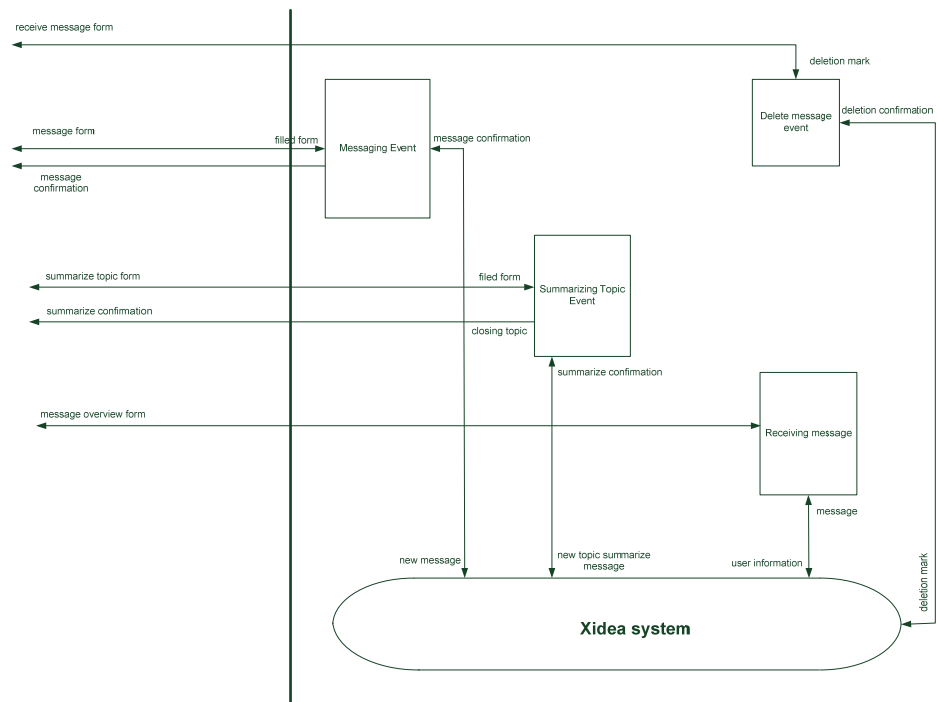 receive message form
deletion mark
Delete message
event
deletion confirmation
message form
filled form
Messaging Event
message confirmation
message
confirmation
summarize topic form
filed form
Summarizing Topic
Event
summarize confirmation
closing topic
summarize confimation
message overview form
Receiving message
message
new message
new topic summarize
message
user information
deletion mark
Xidea system